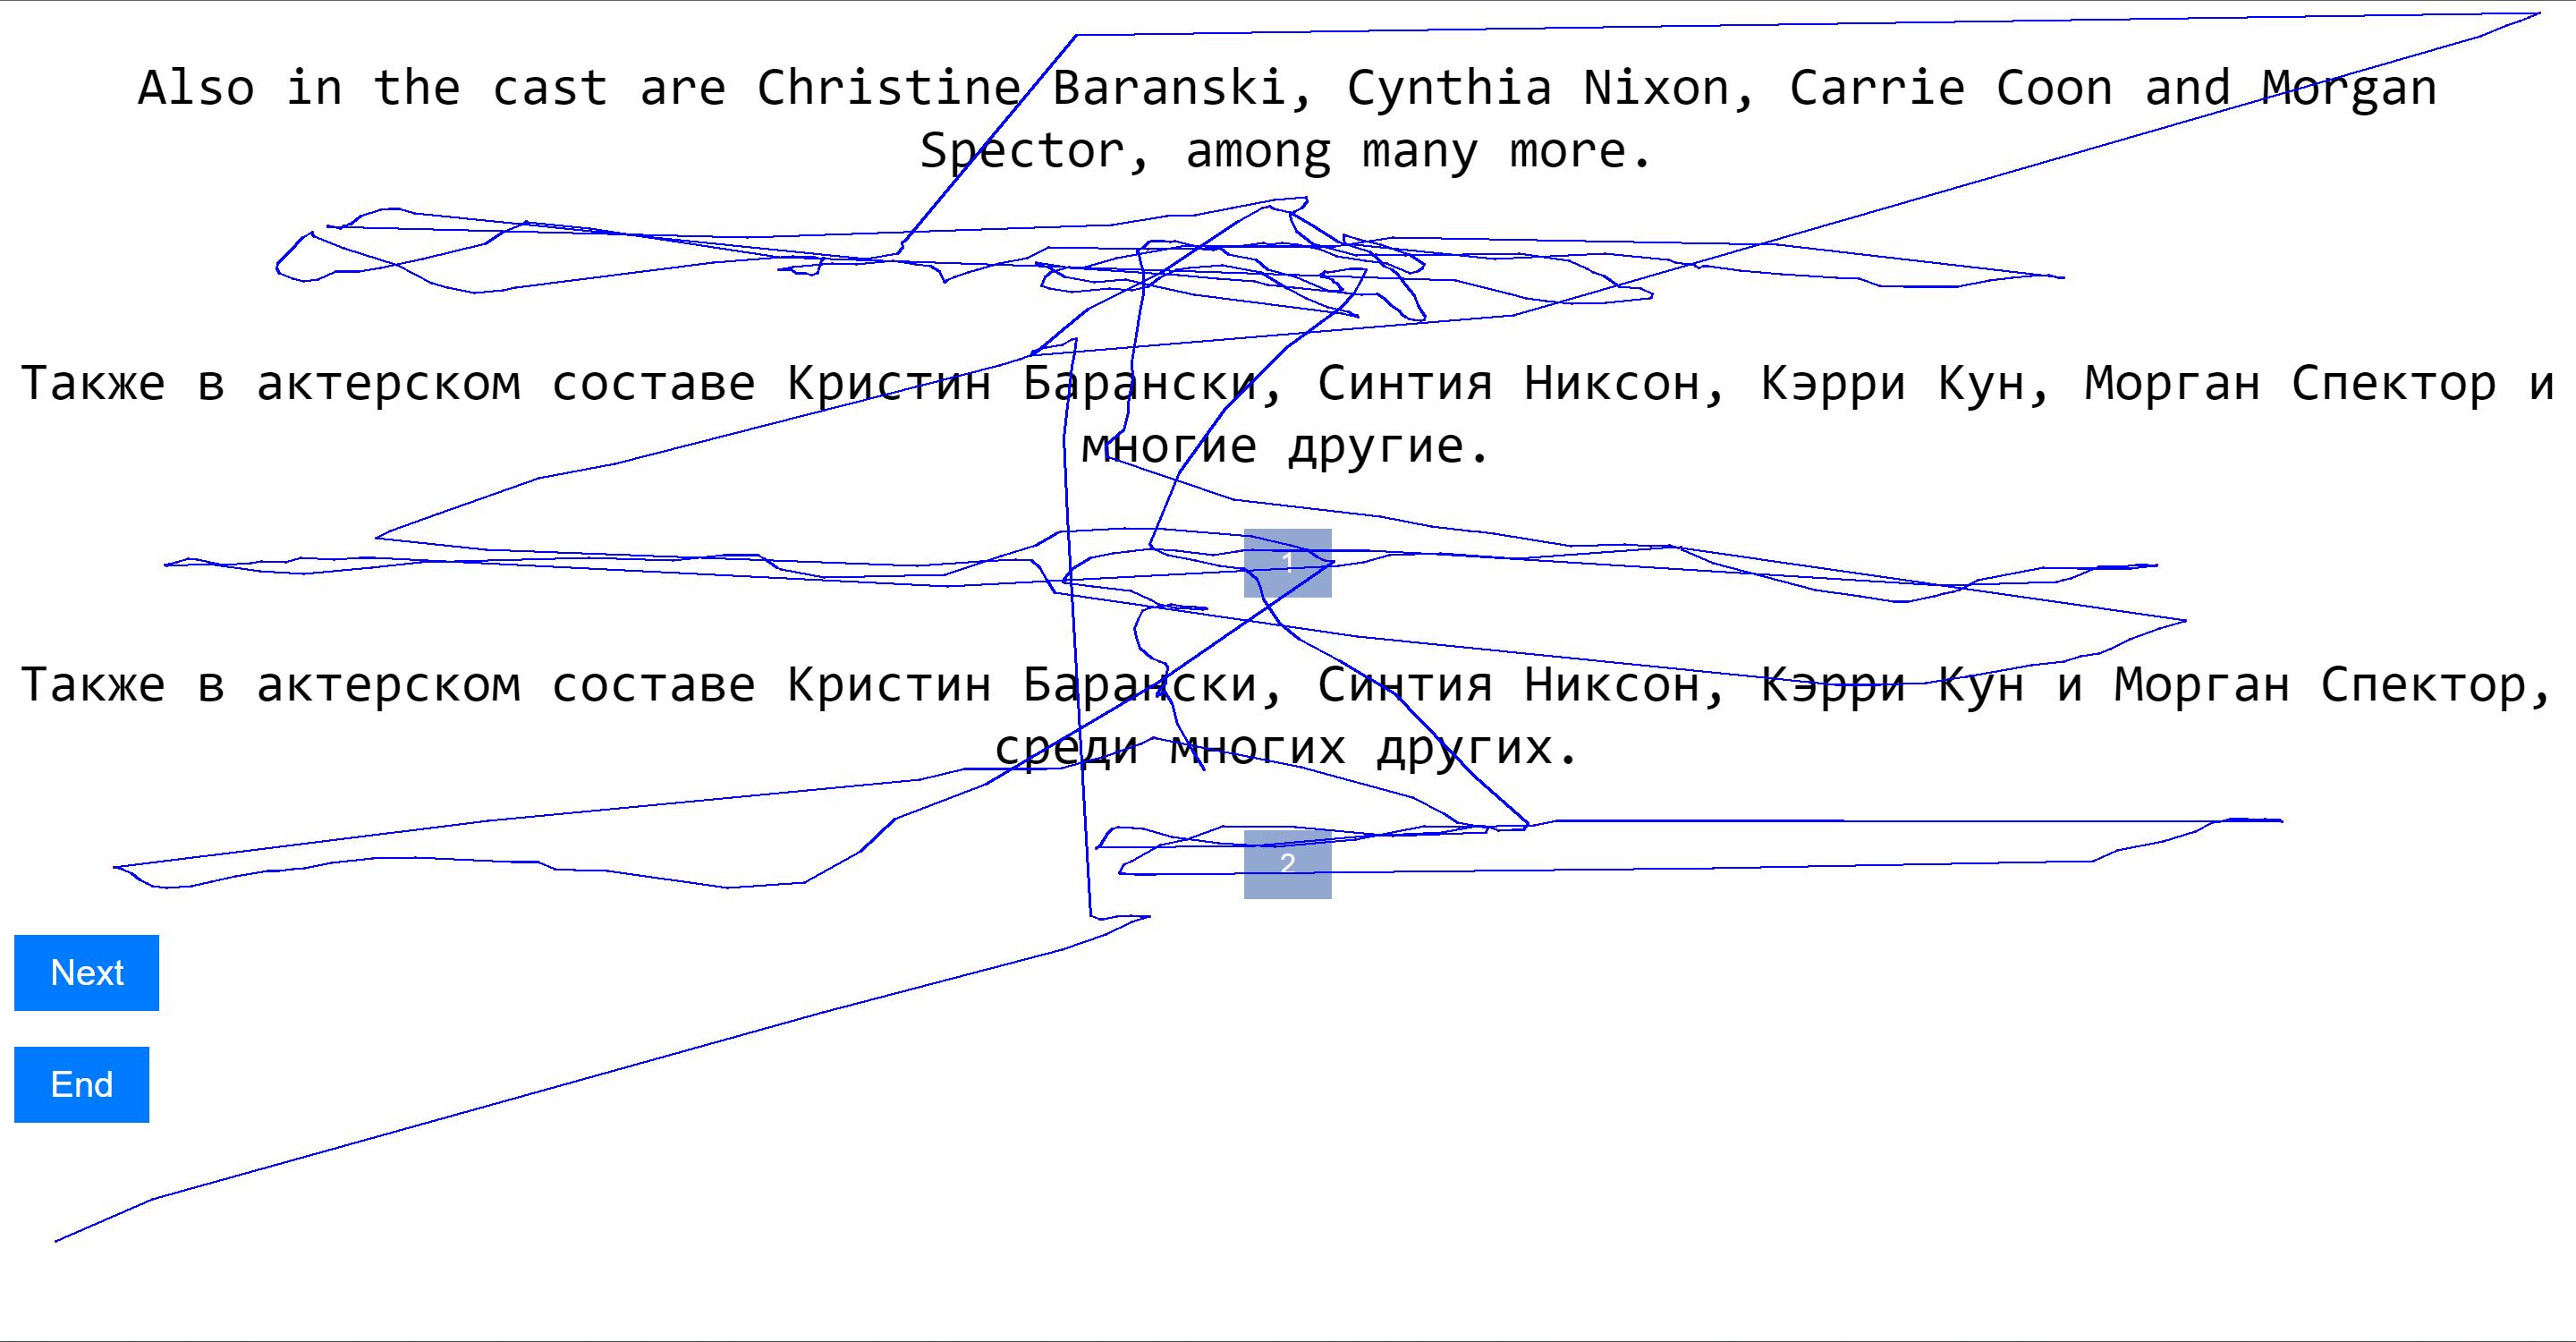 Also in the cast are Christine Baranski, Cynthia Nixon, Carrie Coon and Morgan
Spector, among many more.
Также в актерском составе Кристин Барански, Синтия Никсон, Кэрри Кун, Морган Спектор и
многие другие.
1
Также в актерском составе Кристин Барански, Синтия Никсон, Кэрри Кун и Морган Спектор,
среди многих других.
2
Next
End